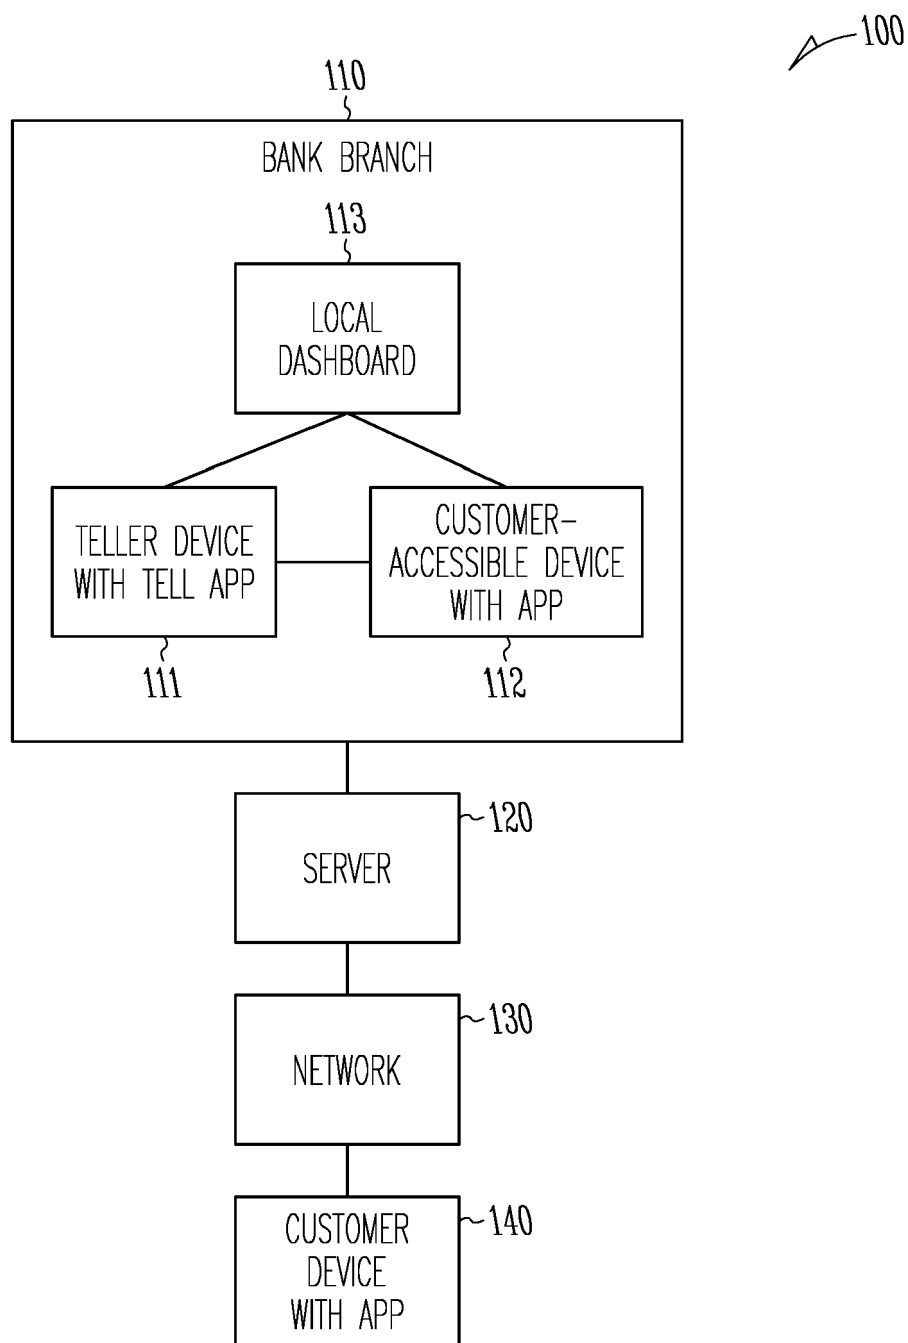 100
110
BANK BRANCH
113
LOCAL
DASHBOARD
TELLER DEVICE
WITH TELL APP
CUSTOMER-
ACCESSIBLE DEVICE
WITH APP
111
112
120
SERVER
130
NETWORK
140
CUSTOMER
DEVICE
WITH APP